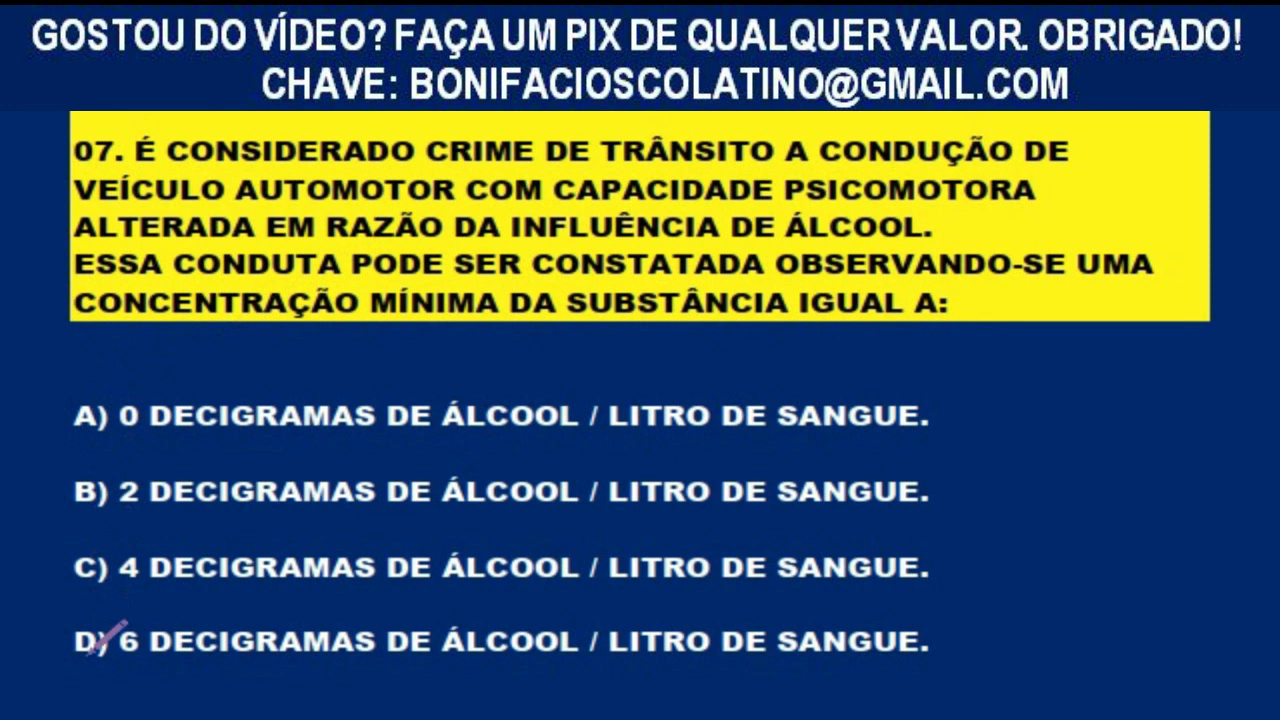 GOSTOU DO VÍDEO? FAÇA UM PIX DE QUALQUER VALOR. OBRIGADO!
CHAVE: BONIFACIOSCOLATINO@GMAIL.COM
07. É CONSIDERADO CRIME DE TRÂNSITO A CONDUÇÃO DE
VEÍCULO AUTOMOTOR COM CAPACIDADE PSICOMOTORA
ALTERADA EM RAZÃO DA INFLUÊNCIA DE ÁLCOOL.
ESSA CONDUTA PODE SER CONSTATADA OBSERVANDO-SE UMA
CONCENTRAÇÃO MÍNIMA DA SUBSTÂNCIA IGUAL A:
A) 0 DECIGRAMAS DE ÁLCOOL / LITRO DE SANGUE.
B) 2 DECIGRAMAS DE ÁLCOOL / LITRO DE SANGUE.
C) 4 DECIGRAMAS DE ÁLCOOL / LITRO DE SANGUE.
D) 6 DECIGRAMAS DE ÁLCOOL / LITRO DE SANGUE.